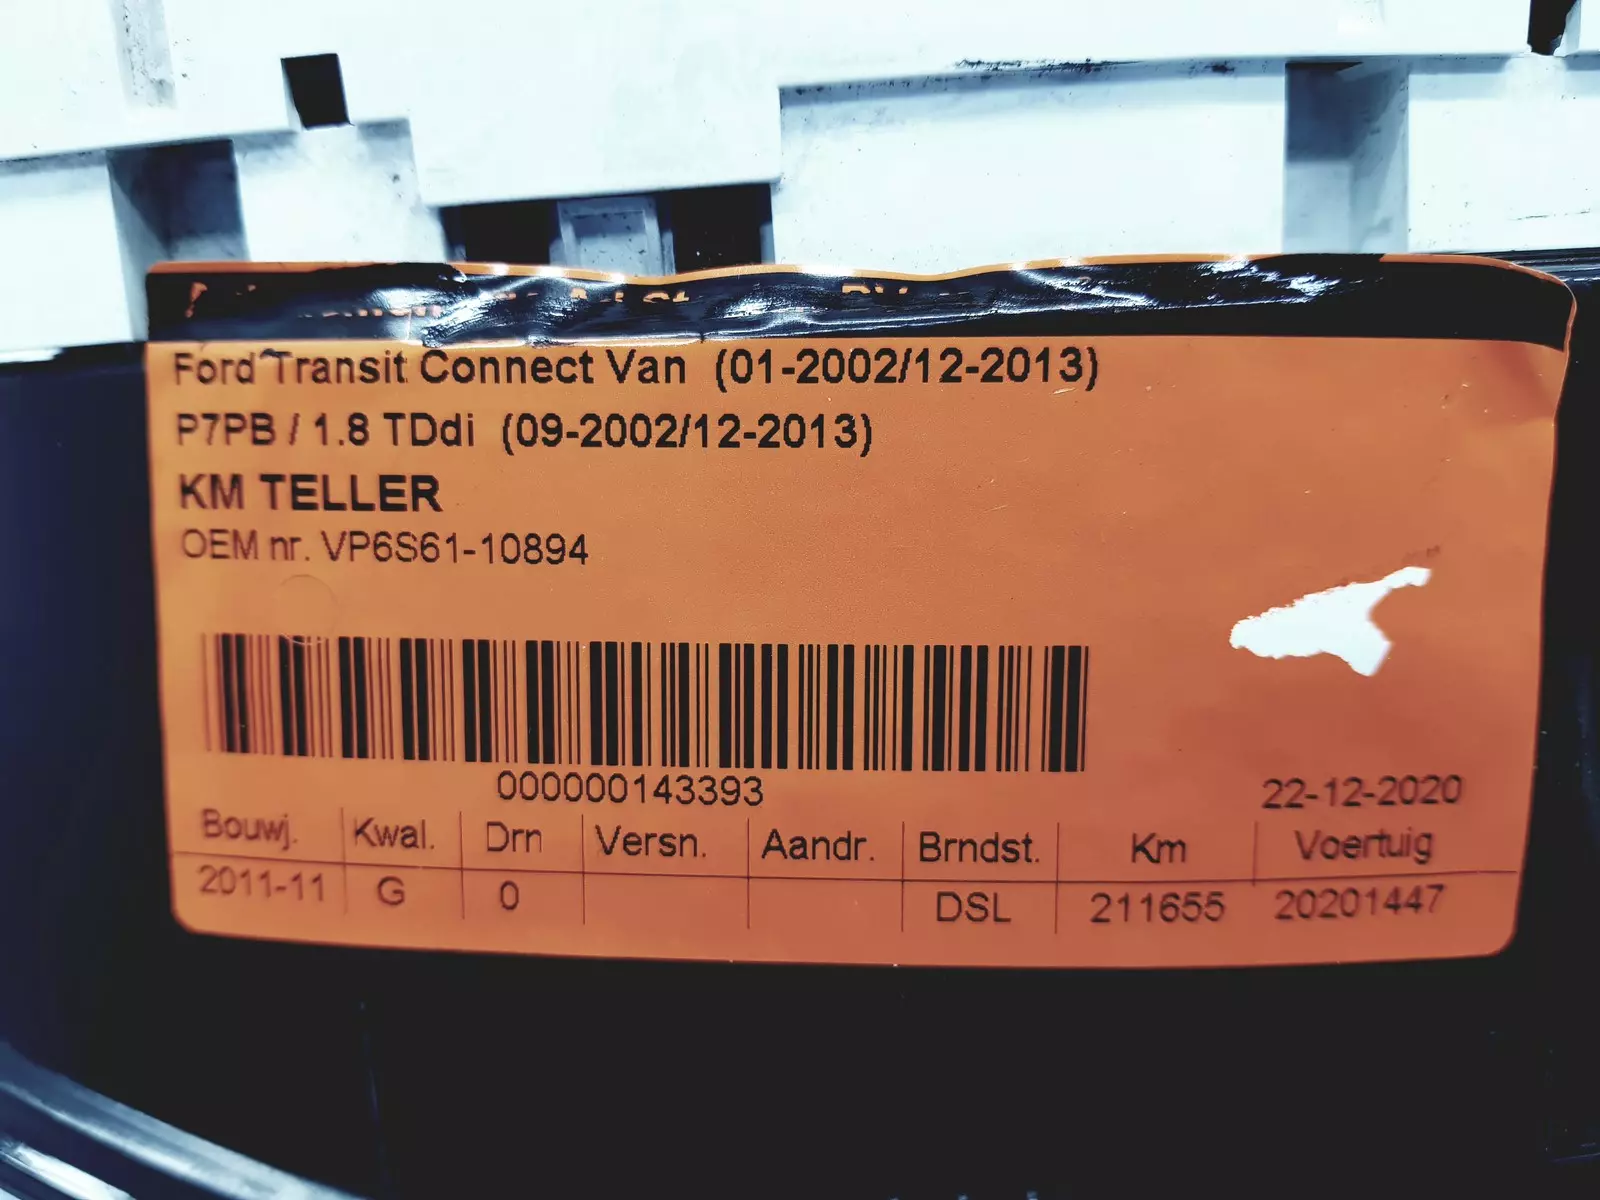 Ford Transit Connect Van (01-2002/12-2013)
P7PB / 1.8 TDdi (09-2002/12-2013)
KM TELLER
OEM nr. VP6S61-10894
000000143393
22-12-2020
Bouwj. Kwal. Drn Versn. Aandr. Brndst. Km Voertuig
2011-11 G 0 DSL 211655 20201447